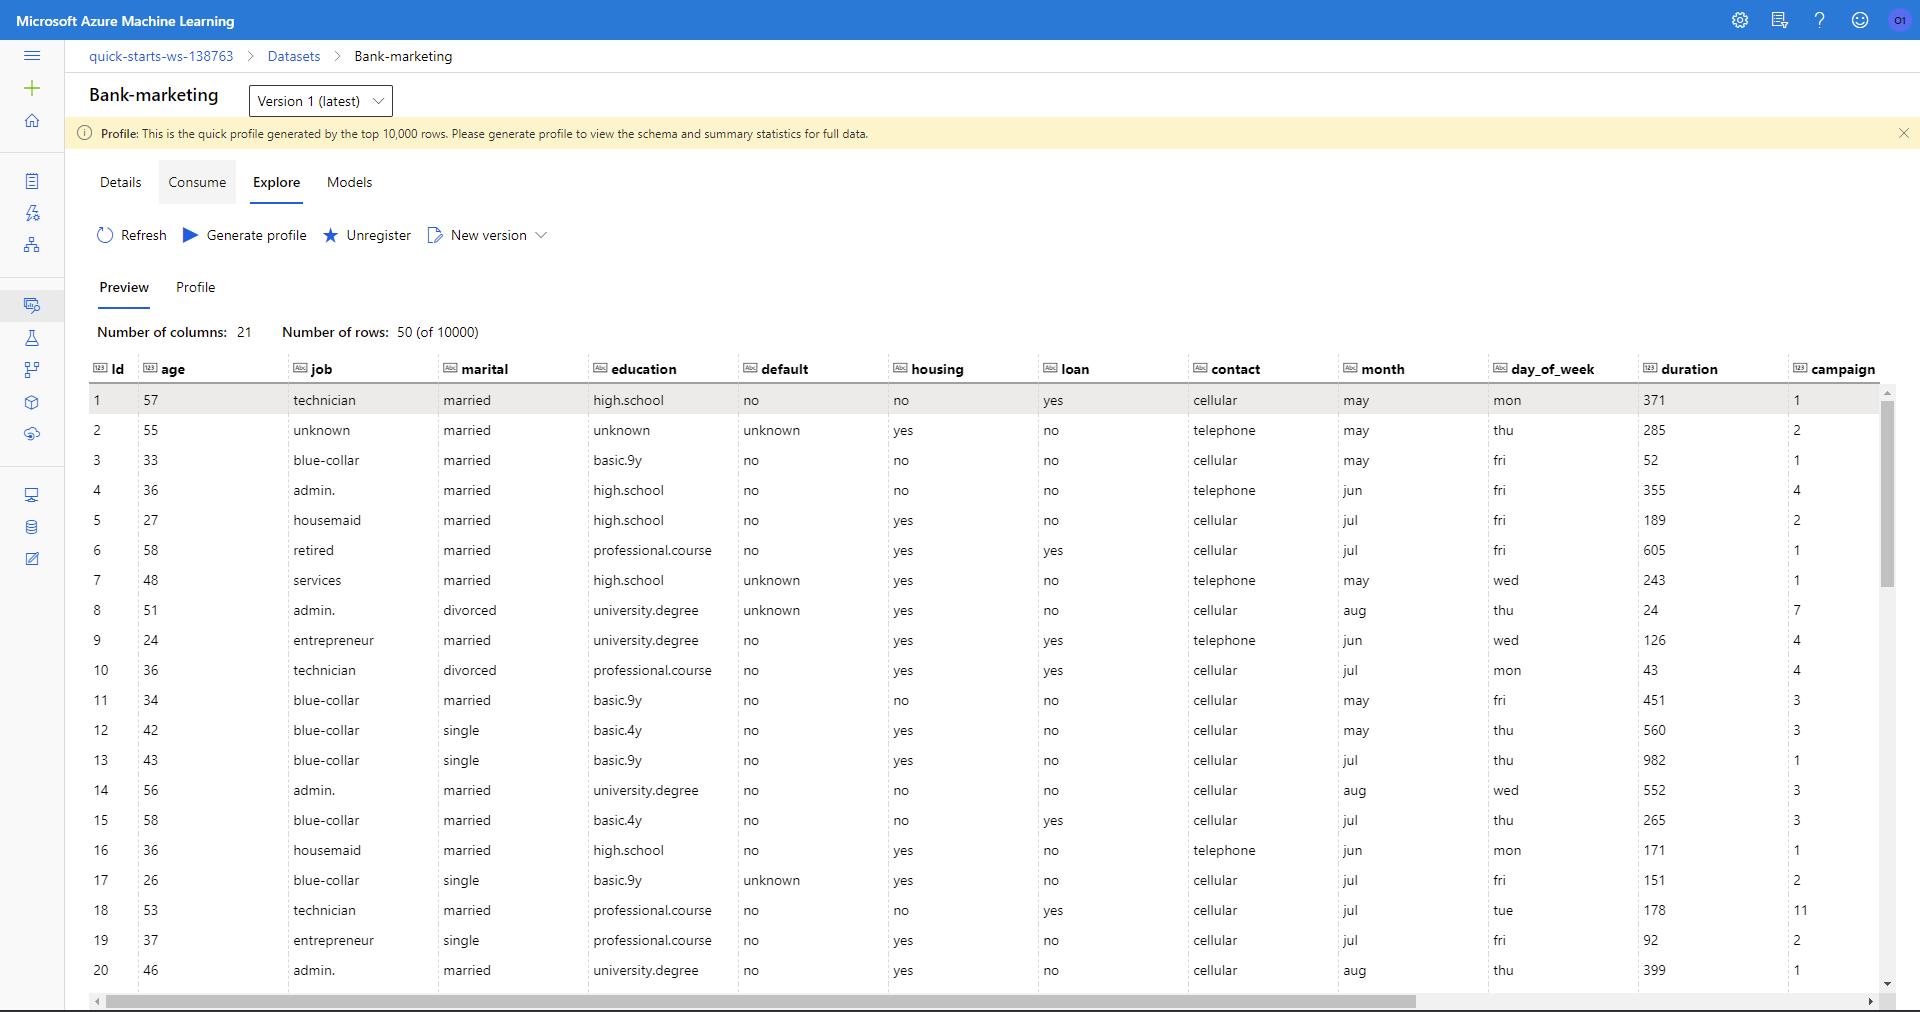 Microsoft Azure Machine Learning
O1
quick-starts-ws-138763 > Datasets > Bank-marketing
Bank-marketing Version 1 (latest)
Profile: This is the quick profile generated by the top 10,000 rows. Please generate profile to view the schema and summary statistics for full data.
Details Consume Explore Models
Refresh Generate profile Unregister New version
Preview Profile
Number of columns: 21 Number of rows: 50 (of 10000)
123 Id 123 age Abc job Abc marital Abc education Abc default Abc housing Abc loan Abc contact Abc month Abc day_of_week 123 duration 123 campaign
1 57 technician married high.school no no yes cellular may mon 371 1
2 55 unknown married unknown unknown yes no telephone may thu 285 2
3 33 blue-collar married basic.9y no no no cellular may fri 52 1
4 36 admin. married high.school no no no telephone jun fri 355 4
5 27 housemaid married high.school no yes no cellular jul fri 189 2
6 58 retired married professional.course no yes yes cellular jul fri 605 1
7 48 services married high.school unknown yes no telephone may wed 243 1
8 51 admin. divorced university.degree unknown yes no cellular aug thu 24 7
9 24 entrepreneur married university.degree no yes yes telephone jun wed 126 4
10 36 technician divorced professional.course no yes yes cellular jul mon 43 4
11 34 blue-collar married basic.9y no no no cellular may fri 451 3
12 42 blue-collar single basic.4y no yes no cellular may thu 560 3
13 43 blue-collar single basic.9y no yes no cellular jul thu 982 1
14 56 admin. married university.degree no no no cellular aug wed 552 3
15 58 blue-collar married basic.4y no no yes cellular jul thu 265 3
16 36 housemaid married high.school no yes no telephone jun mon 171 1
17 26 blue-collar single basic.9y unknown yes no cellular jul fri 151 2
18 53 technician married professional.course no no yes cellular jul tue 178 11
19 37 entrepreneur single professional.course no yes no cellular jul fri 92 2
20 46 admin. married university.degree no yes no cellular aug thu 399 1